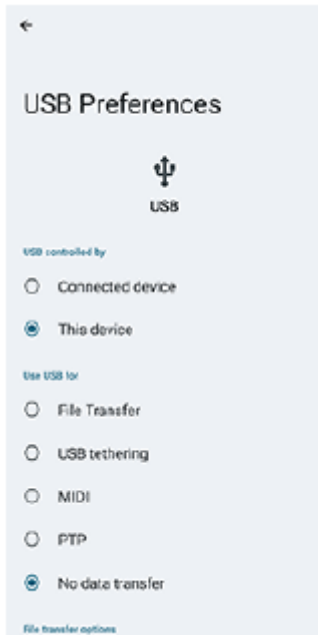 USB Preferences
USB
USB controlled by
Connected device
This device
Use USB for
File Transfer
USB tethering
MIDI
PTP
No data transfer
File transfer options